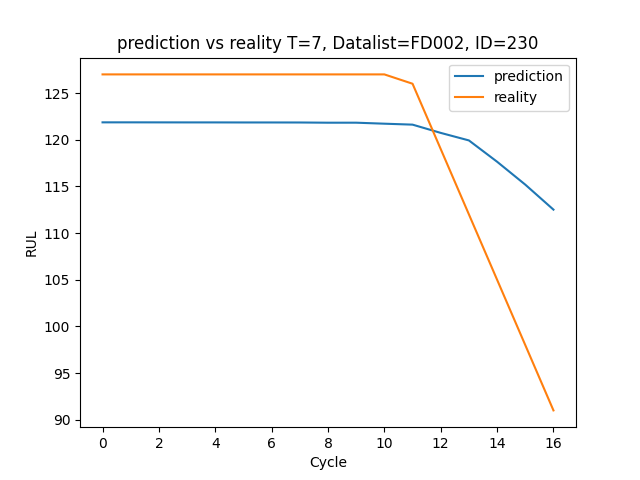 prediction vs reality T=7, Datalist=FD002, ID=230
prediction
reality
RUL
125
120
115
110
105
100
95
90
0 2 4 6 8 10 12 14 16
Cycle